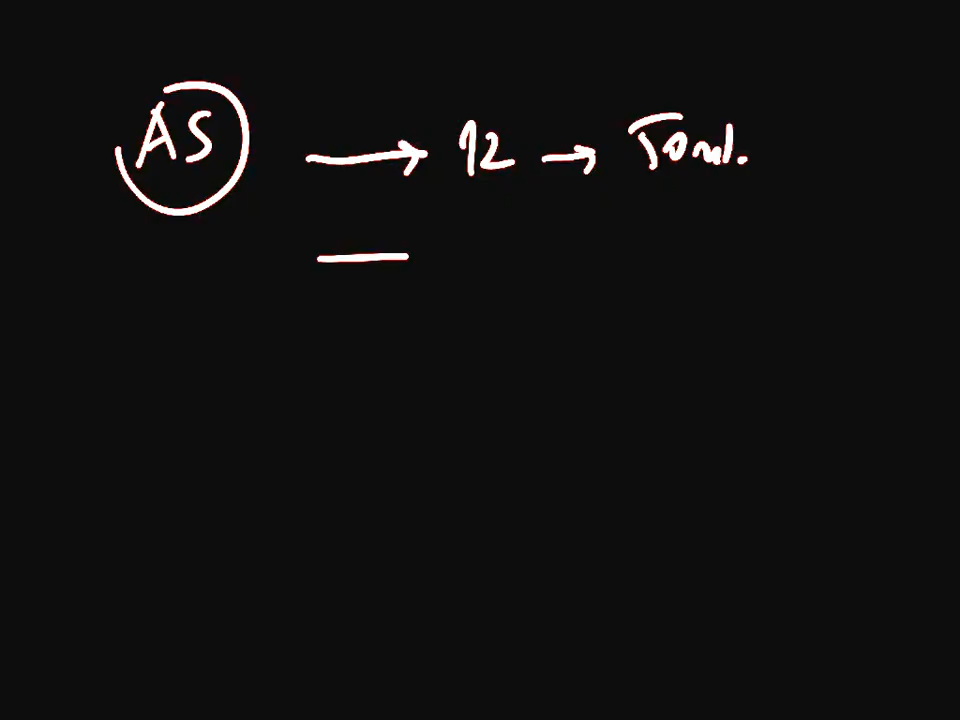 AS → 12 →